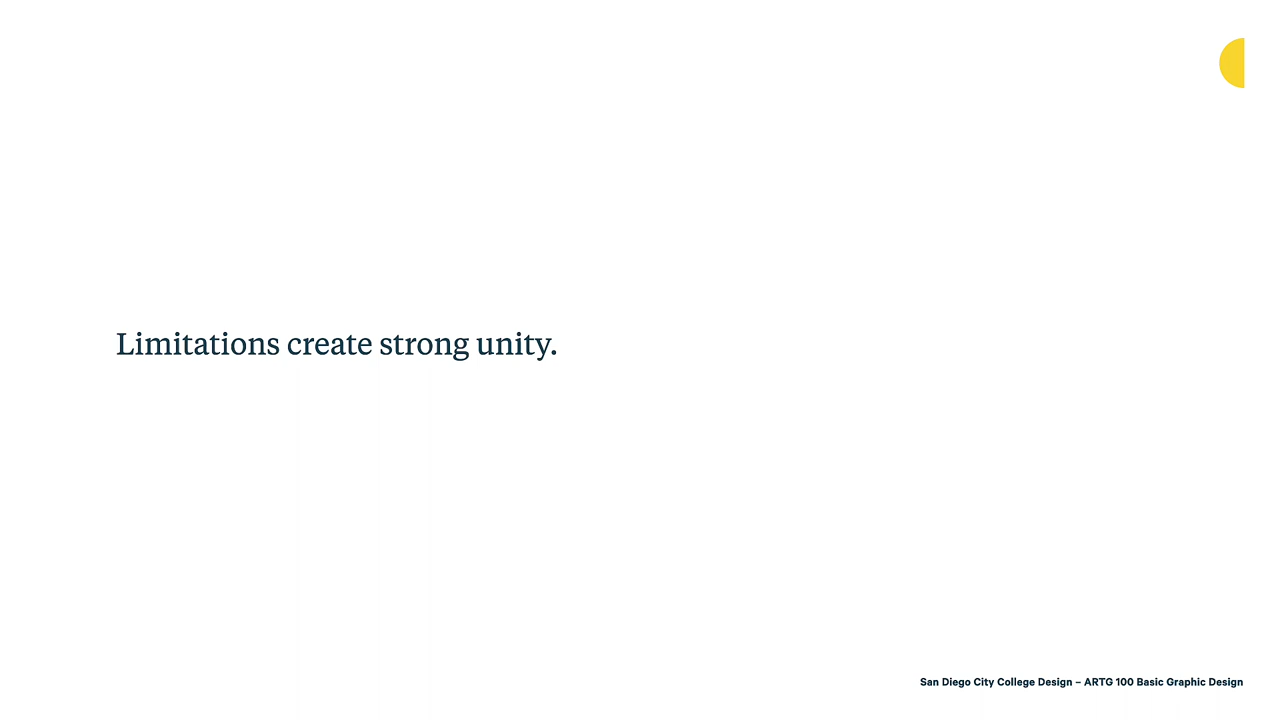 Limitations create strong unity.
San Diego City College Design – ARTG 100 Basic Graphic Design